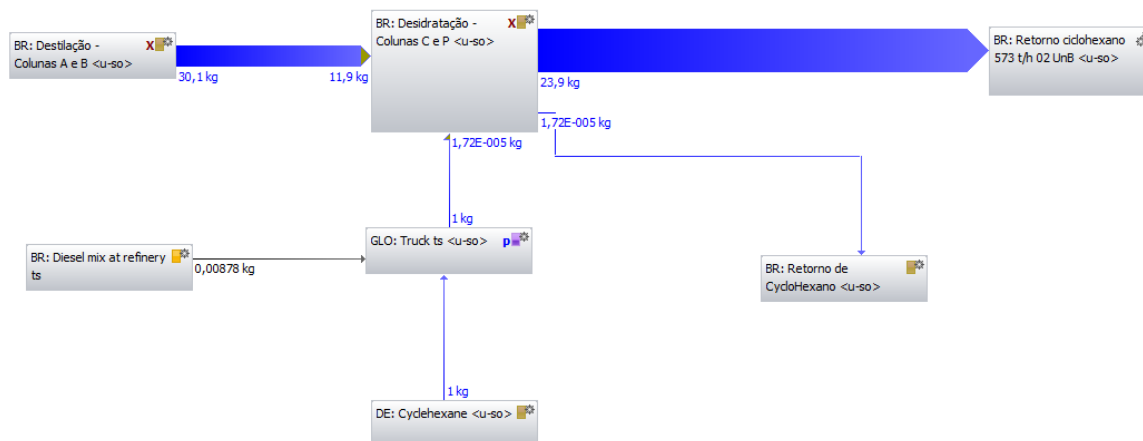 BR: Destilação -
Colunas A e B <u-so>
X
30,1 kg
11,9 kg
BR: Desidratação -
Colunas C e P <u-so>
X
23,9 kg
1,72E-005 kg
BR: Retorno ciclohexano
573 t/h 02 UnB <u-so>
1,72E-005 kg
1 kg
GLO: Truck ts <u-so>
p
BR: Diesel mix at refinery
ts
0,00878 kg
BR: Retorno de
CycloHexano <u-so>
1 kg
DE: Cyclehexane <u-so>